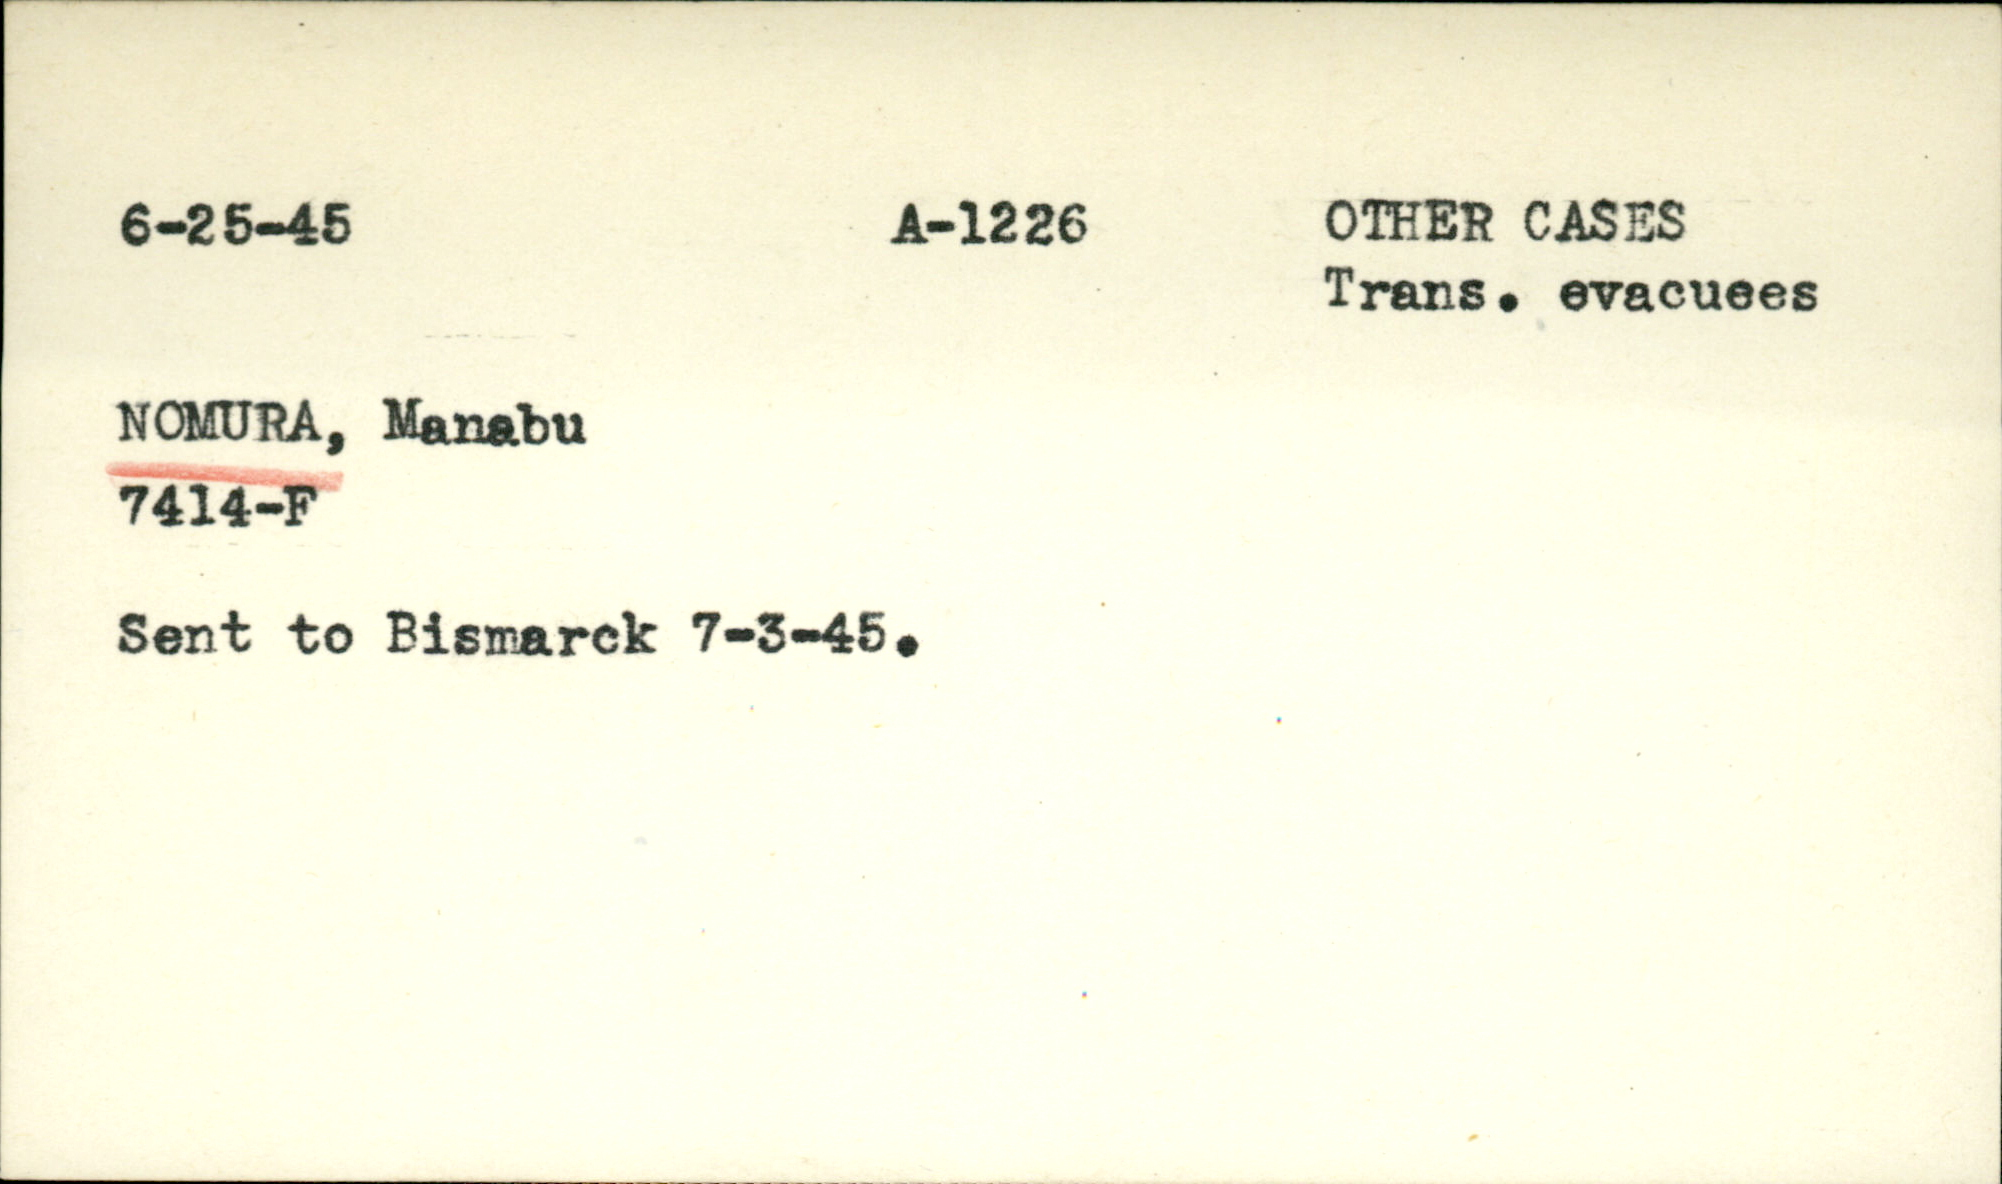 6-25-45 A-1226 OTHER CASES
Trans. evacuees
NOMURA, Manabu
7414-F
Sent to Bismarck 7-3-45.